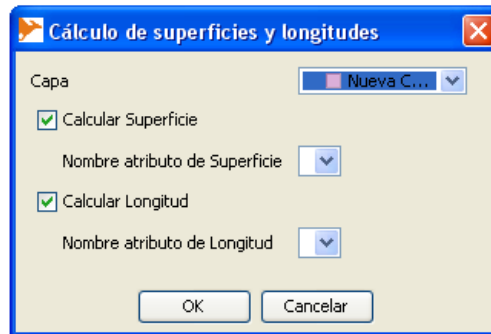 Cálculo de superficies y longitudes
Capa
Nueva C...
Calcular Superficie
Nombre atributo de Superficie
Calcular Longitud
Nombre atributo de Longitud
OK
Cancelar